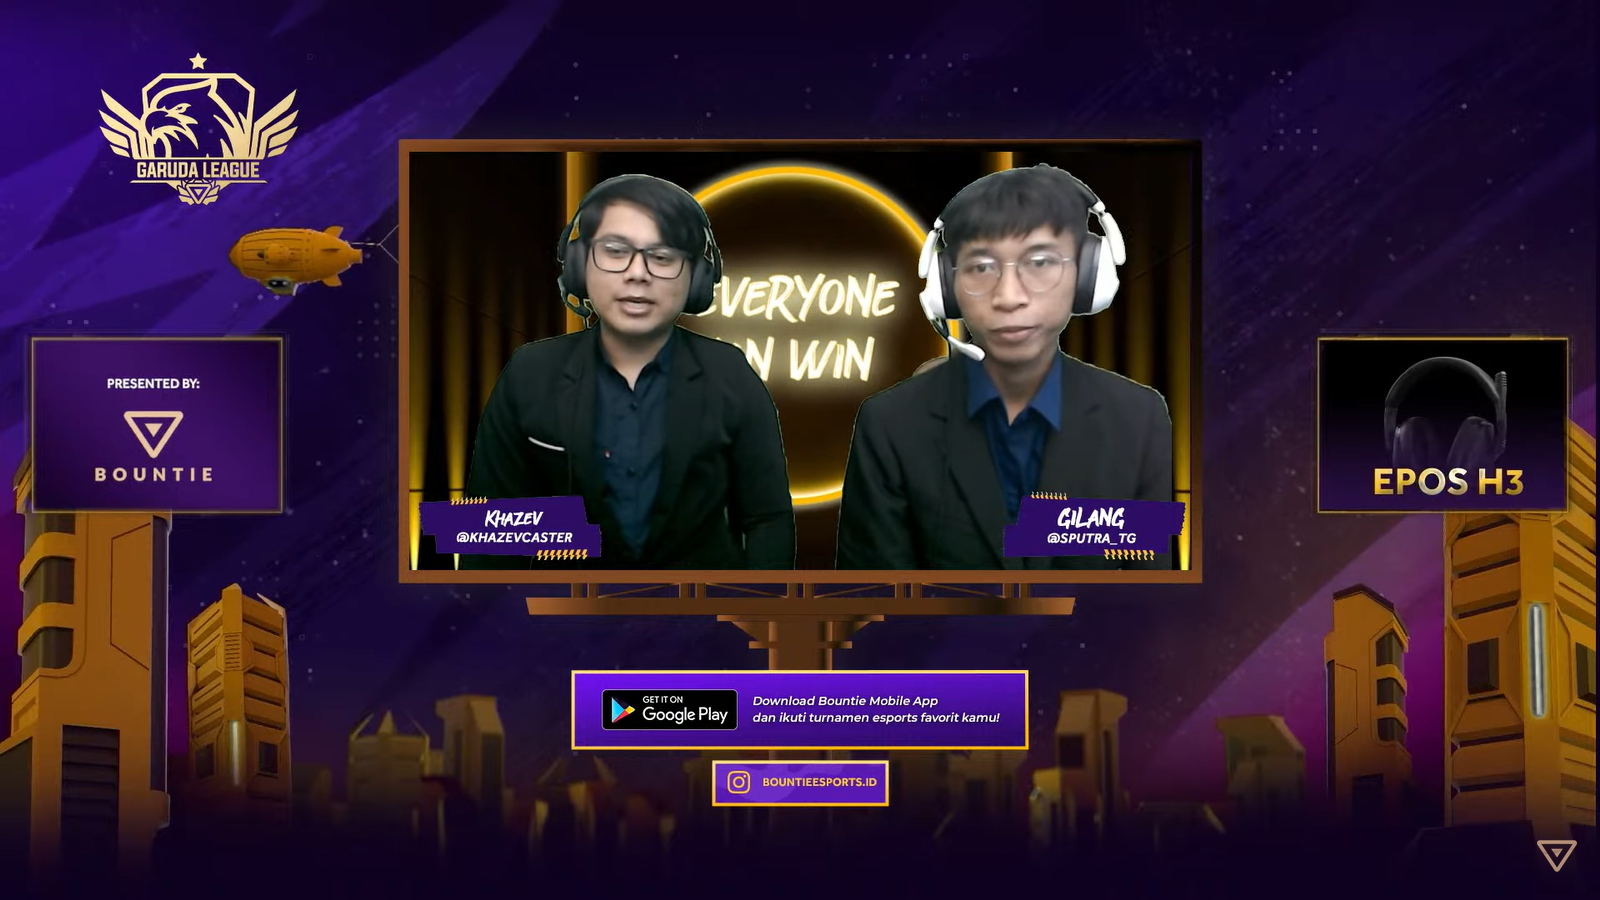 GARUDA LEAGUE
PRESENTED BY:
BOUNTIE
EVERYONE
WIN
KHAZEV
@KHAZEVCASTER
GILANG
@SPUTRA_TG
EPOS H3
GET IT ON
Google Play
Download Bountie Mobile App
dan ikuti turnamen esports favorit kamu!
BOUNTIEESPORTS.ID